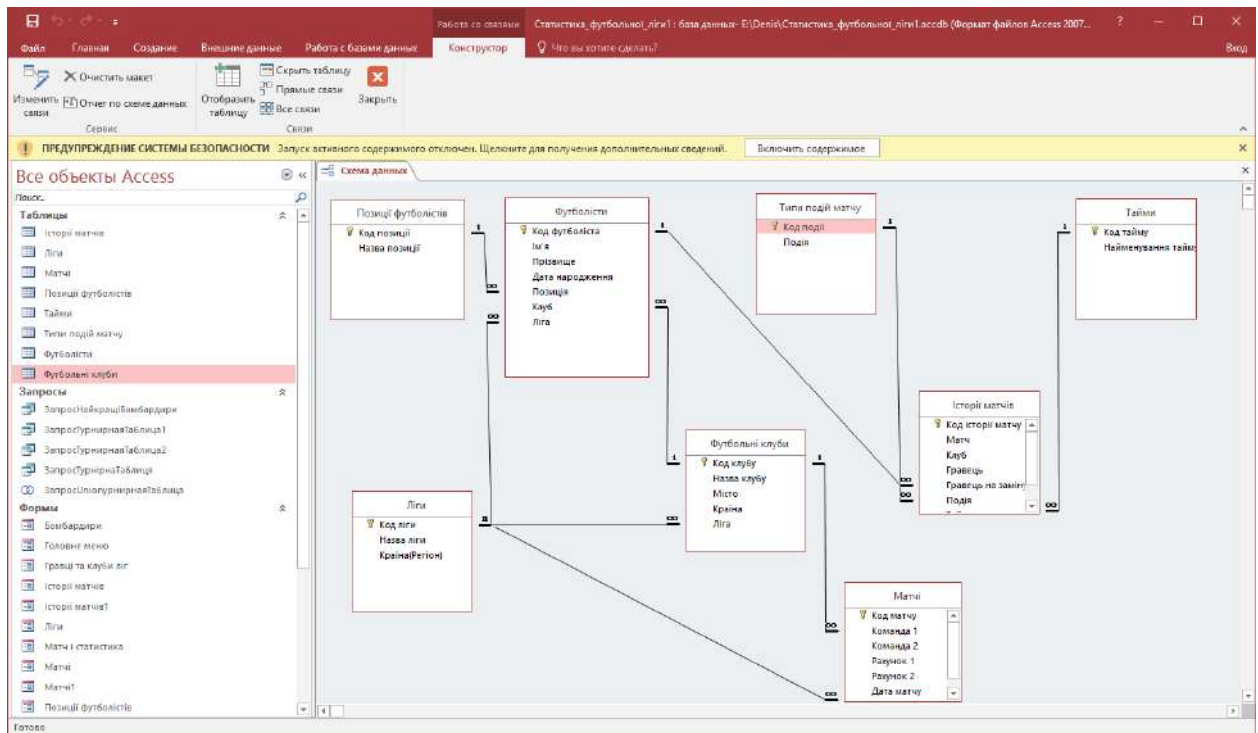 Работа со связями
Статистика_футбольної_ліги1 : база данных- E:\Denis\Статистика_футбольної_ліги1.accdb (Формат файлов Access 2007...
?
Файл Главная Создание Внешние данные Работа с базами данных Конструктор Что вы хотите сделать? Вход
Изменить связи
Очистить макет
Отчет по схеме данных
Сервис
Отобразить таблицу
Скрыть таблицу
Прямые связи
Все связи
Связи
Закрыть
ПРЕДУПРЕЖДЕНИЕ СИСТЕМЫ БЕЗОПАСНОСТИ Запуск активного содержимого отключен. Щелкните для получения дополнительных сведений. Включить содержимое
Все объекты Access
Поиск...
Таблицы
Історії матчів
Ліги
Матчі
Позиції футболістів
Тайми
Типи подій матчу
Футболісти
Футбольні клуби
Запросы
ЗапросНайкращіБомбардири
ЗапросТурнирнаяТаблица1
ЗапросТурнирнаяТаблица2
ЗапросТурнірнаТаблиця
Формы
Бомбардири
Головне меню
Гравці та клуби ліг
Історії матчів
Історії матчів1
Ліги
Матч і статистика
Матчі
Матчі1
Позиції футболістів
Схема данных
Позиції футболістів
Код позиції
Назва позиції
Футболісти
Код футболіста
Ім'я
Прізвище
Дата народження
Позиція
Клуб
Ліга
Типи подій матчу
Код події
Подія
Тайми
Код тайму
Найменування тайму
Історії матчів
Код історії матчу
Матч
Клуб
Гравець
Гравець на заміну
Подія
Футбольні клуби
Код клубу
Назва клубу
Місто
Країна
Ліга
Ліги
Код ліги
Назва ліги
Країна(Регіон)
Матчі
Код матчу
Команда 1
Команда 2
Рахунок 1
Рахунок 2
Дата матчу
Готово